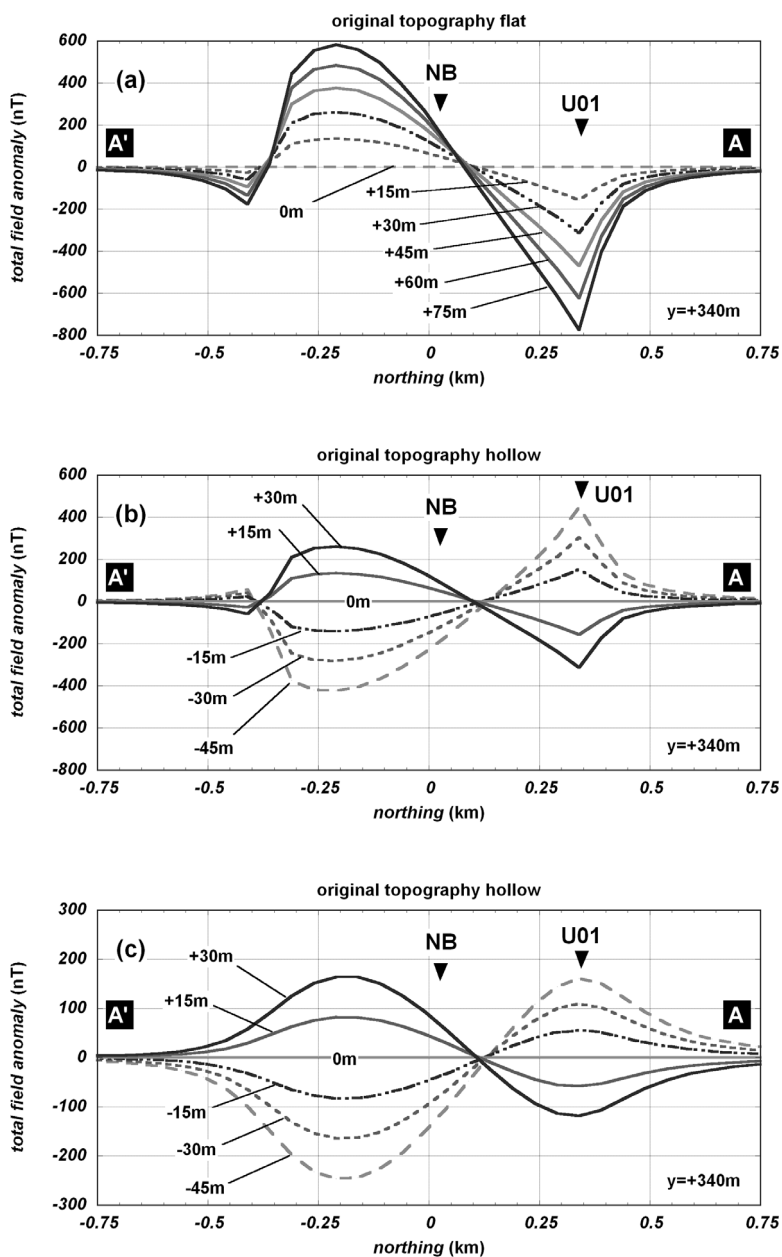 original topography flat
600
400
200
0
-200
-400
-600
-800
total field anomaly (nT)
(a)
NB
U01
A'
A
0m
+15m
+30m
+45m
+60m
+75m
y=+340m
-0.75
-0.5
-0.25
0
0.25
0.5
0.75
northing (km)
original topography hollow
600
400
200
0
-200
-400
-600
-800
total field anomaly (nT)
(b)
+30m
+15m
NB
U01
A'
A
0m
-15m
-30m
-45m
y=+340m
-0.75
-0.5
-0.25
0
0.25
0.5
0.75
northing (km)
original topography hollow
300
200
100
0
-100
-200
-300
total field anomaly (nT)
(c)
+30m
+15m
NB
U01
A'
A
0m
-15m
-30m
-45m
y=+340m
-0.75
-0.5
-0.25
0
0.25
0.5
0.75
northing (km)